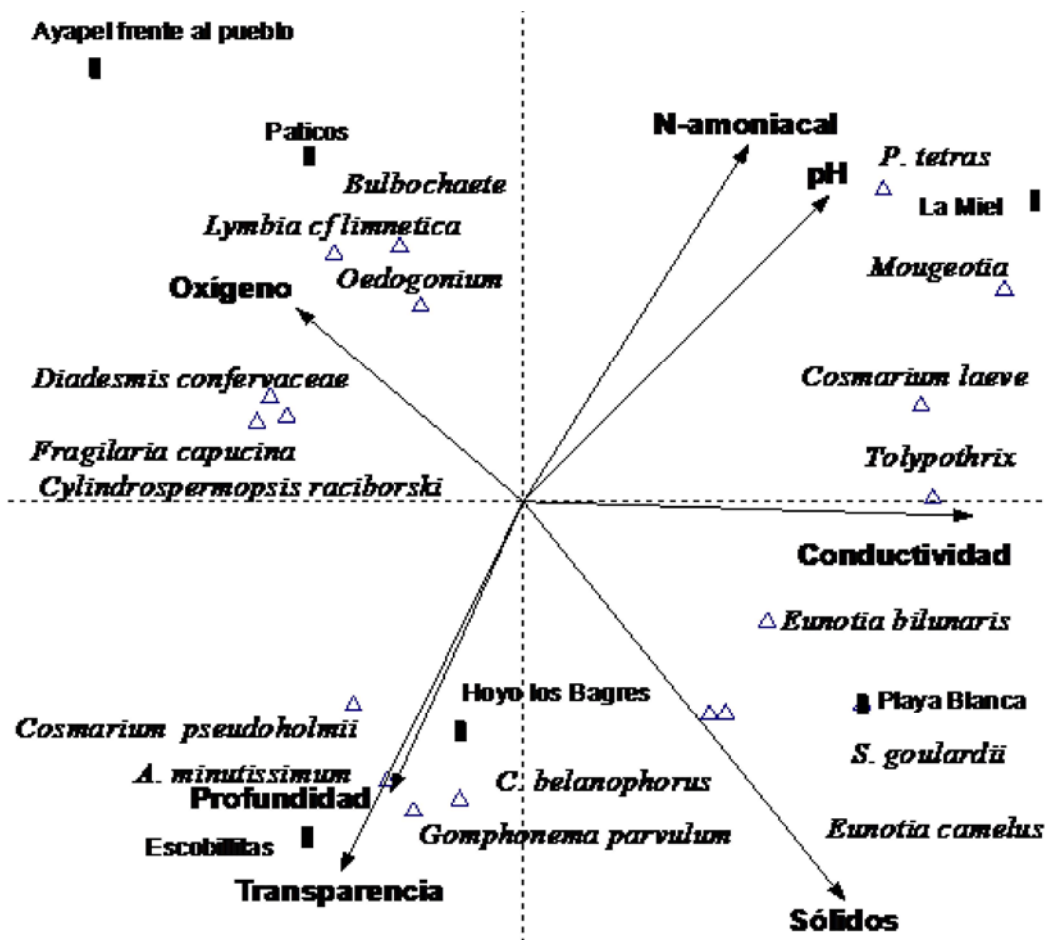 Ayapel frente al pueblo
N-amoniacal
Paticos
P. tetras
pH
Bulbochaete
La Miel
Lymbia cf limnetica
Mougeotia
Oxígeno
Oedogonium
Diadesmis confervaceae
Cosmarium laeve
Fragilaria capucina
Tolypothrix
Cylindrospermopsis raciborski
Conductividad
Eunotia bilunaris
Hoyo los Bagres
Playa Blanca
Cosmarium pseudoholmii
S. goulardii
A. minutissimum
C. belanophorus
Profundidad
Gomphonema parvulum
Eunotia camelus
Escobillitas
Transparencia
Sólidos